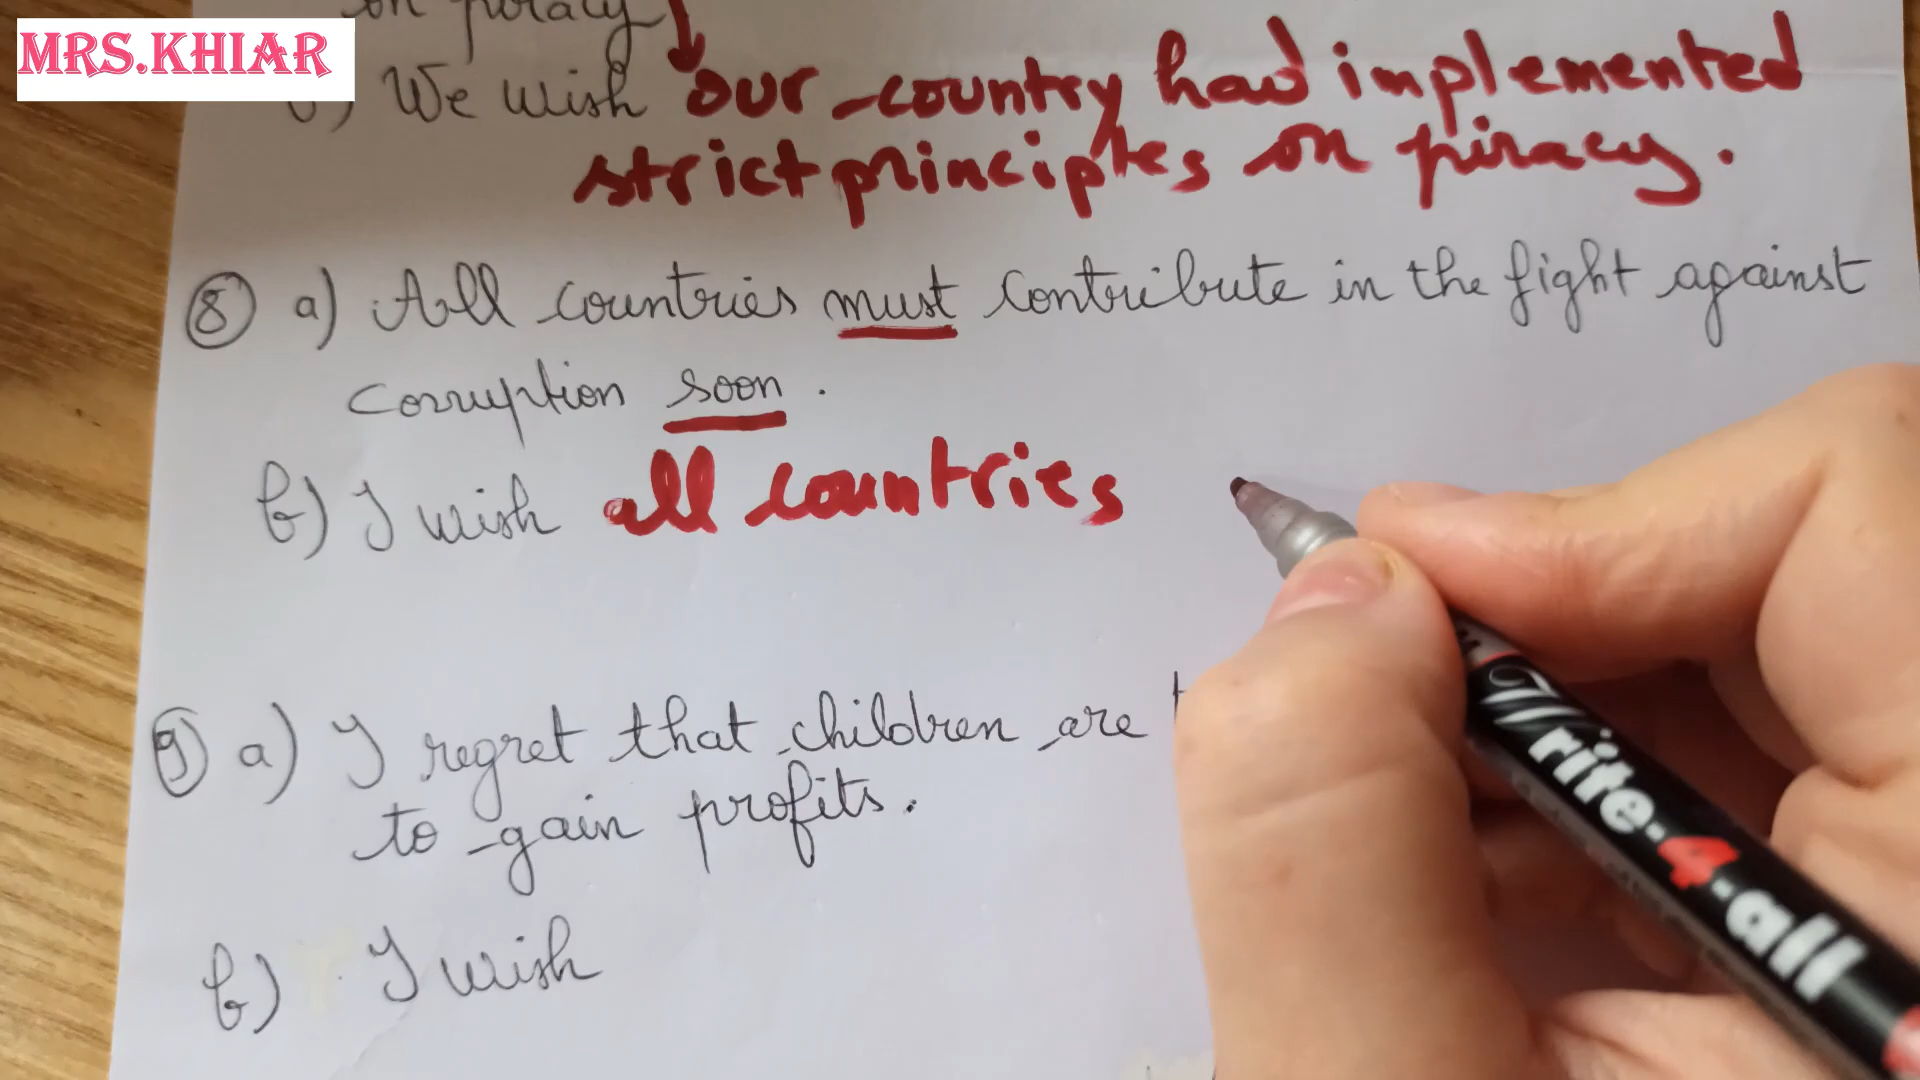 MRS.KHIAR
on piracy
b) We wish our country had implemented
strict principles on piracy.
8 a) All countries must contribute in the fight against
corruption soon.
b) I wish all countries
9 a) I regret that children are
to gain profits.
b) I wish
Write-4-all